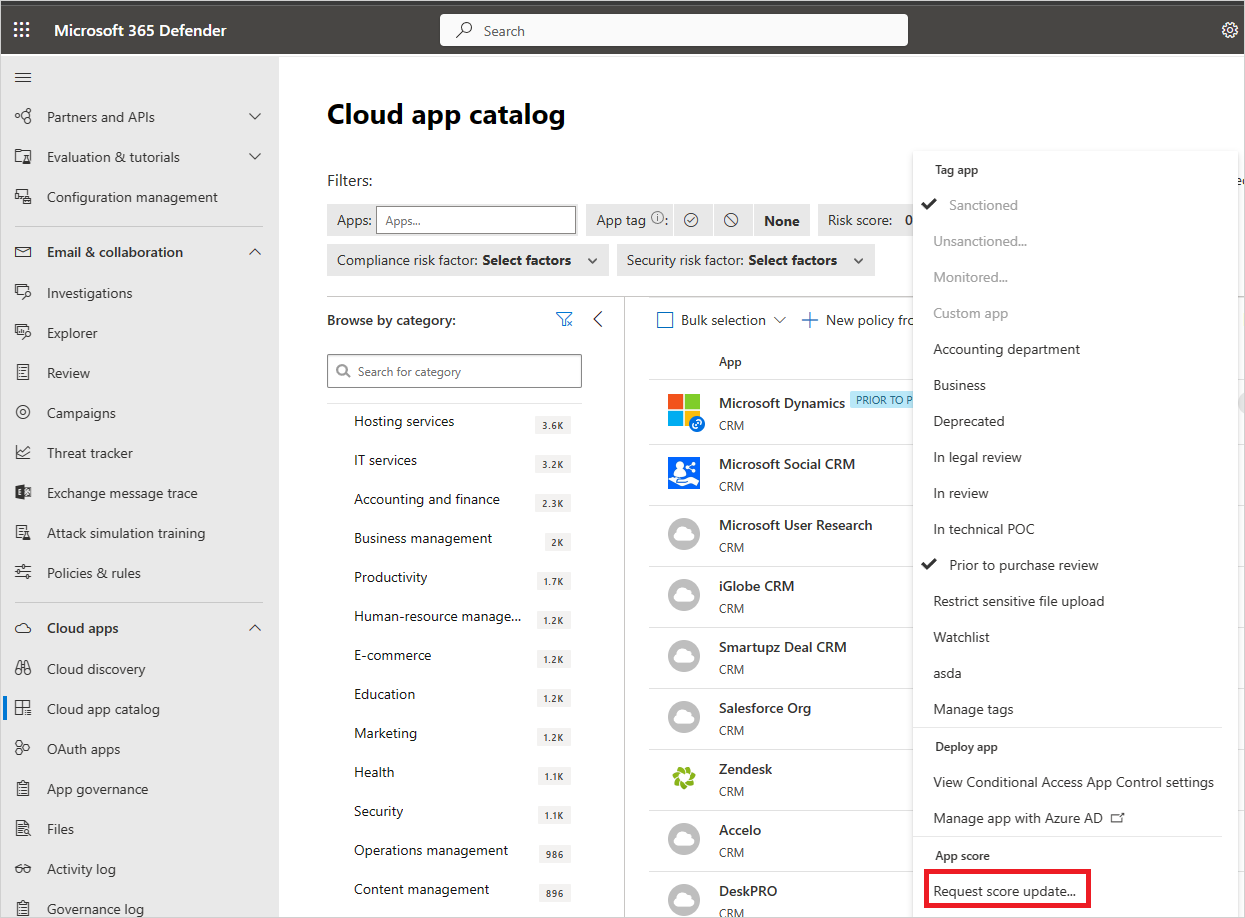 Microsoft 365 Defender
Search
Partners and APIs
Evaluation & tutorials
Configuration management
Email & collaboration
Investigations
Explorer
Review
Campaigns
Threat tracker
Exchange message trace
Attack simulation training
Policies & rules
Cloud apps
Cloud discovery
Cloud app catalog
OAuth apps
App governance
Files
Activity log
Governance log
Cloud app catalog
Filters:
Apps: Apps...
App tag : None
Risk score: 0
Compliance risk factor: Select factors
Security risk factor: Select factors
Browse by category:
Search for category
Hosting services 3.6K
IT services 3.2K
Accounting and finance 2.3K
Business management 2K
Productivity 1.7K
Human-resource manage... 1.2K
E-commerce 1.2K
Education 1.2K
Marketing 1.2K
Health 1.1K
Security 1.1K
Operations management 986
Content management 896
Bulk selection
New policy fro
App
Microsoft Dynamics PRIOR TO P
CRM
Microsoft Social CRM
CRM
Microsoft User Research
CRM
iGlobe CRM
CRM
Smartupz Deal CRM
CRM
Salesforce Org
CRM
Zendesk
CRM
Accelo
CRM
DeskPRO
CRM
Tag app
Sanctioned
Unsanctioned...
Monitored...
Custom app
Accounting department
Business
Deprecated
In legal review
In review
In technical POC
Prior to purchase review
Restrict sensitive file upload
Watchlist
asda
Manage tags
Deploy app
View Conditional Access App Control settings
Manage app with Azure AD
App score
Request score update...